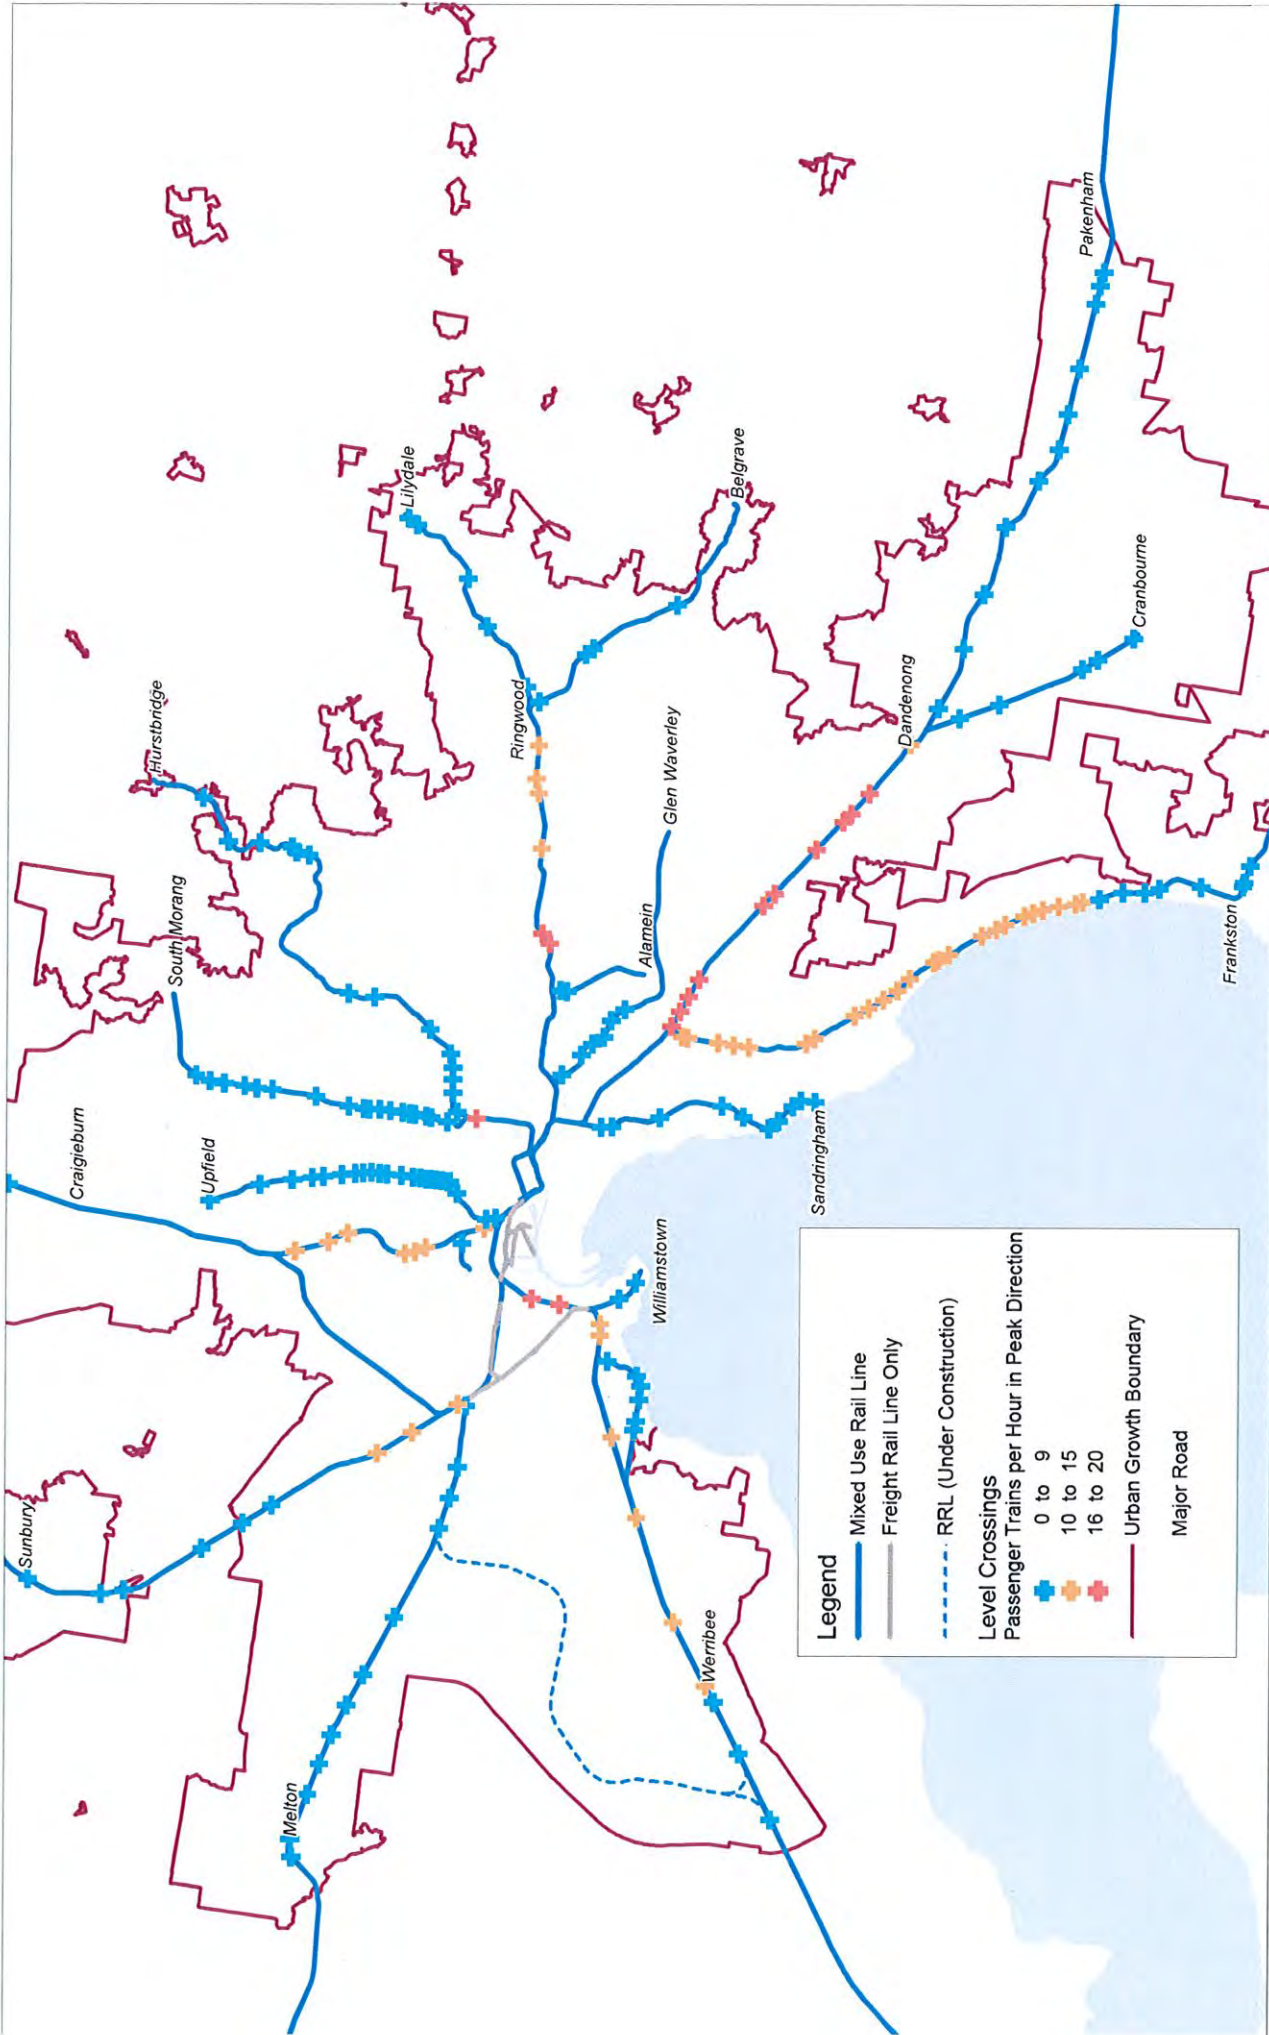 Sunbury
Craigieburn
South Morang
Hurstbridge
Upfield
Melton
Lilydale
Ringwood
Belgrave
Glen Waverley
Alamein
Williamstown
Werribee
Sandringham
Dandenong
Pakenham
Cranbourne
Frankston
Legend
Mixed Use Rail Line
Freight Rail Line Only
RRL (Under Construction)
Level Crossings
Passenger Trains per Hour in Peak Direction
0 to 9
10 to 15
16 to 20
Urban Growth Boundary
Major Road